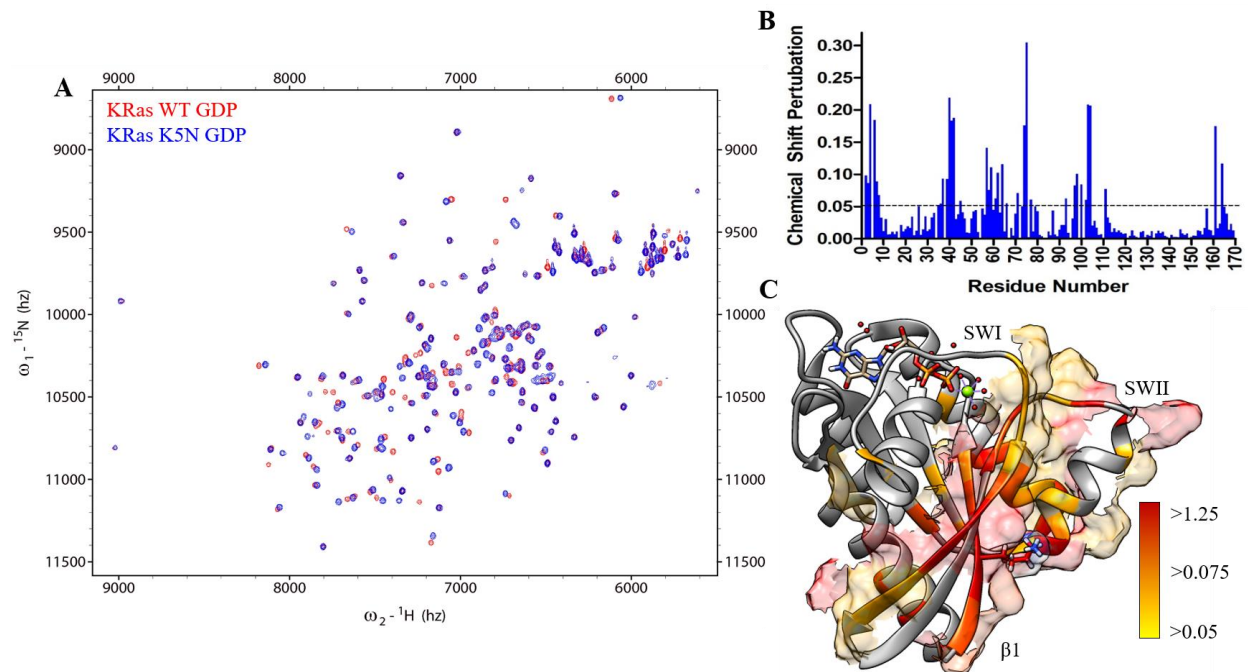 A
KRas WT GDP
KRas K5N GDP
9000 8000 7000 6000
9000 9000
9500 9500
10000 10000
10500 10500
11000 11000
11500 11500
9000 8000 7000 6000
ω1 - 15N (hz)
ω2 - 1H (hz)
B
Chemical Shift Pertubation
0.30
0.25
0.20
0.15
0.10
0.05
0.00
0 10 20 30 40 50 60 70 80 90 100 110 120 130 140 150 160 170
Residue Number
C
SWI
SWII
β1
>1.25
>0.075
>0.05